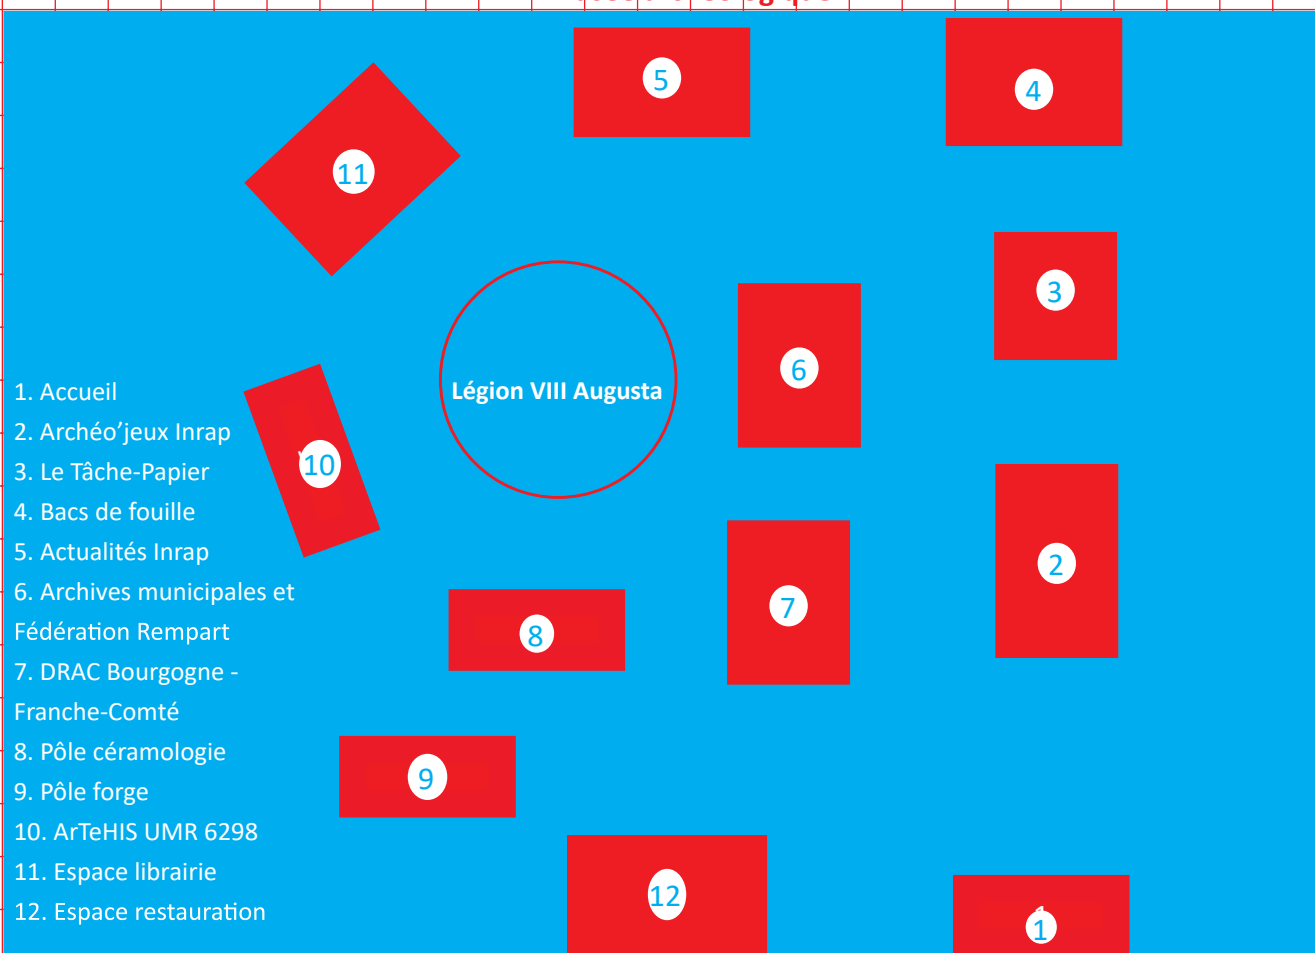 5
4
11
3
6
Légion VIII Augusta
1. Accueil
2. Archéo’jeux Inrap
3. Le Tâche-Papier
4. Bacs de fouille
5. Actualités Inrap
6. Archives municipales et
Fédération Rempart
7. DRAC Bourgogne -
Franche-Comté
8. Pôle céramologie
9. Pôle forge
10. ArTeHIS UMR 6298
11. Espace librairie
12. Espace restauration
10
2
7
8
9
12
1